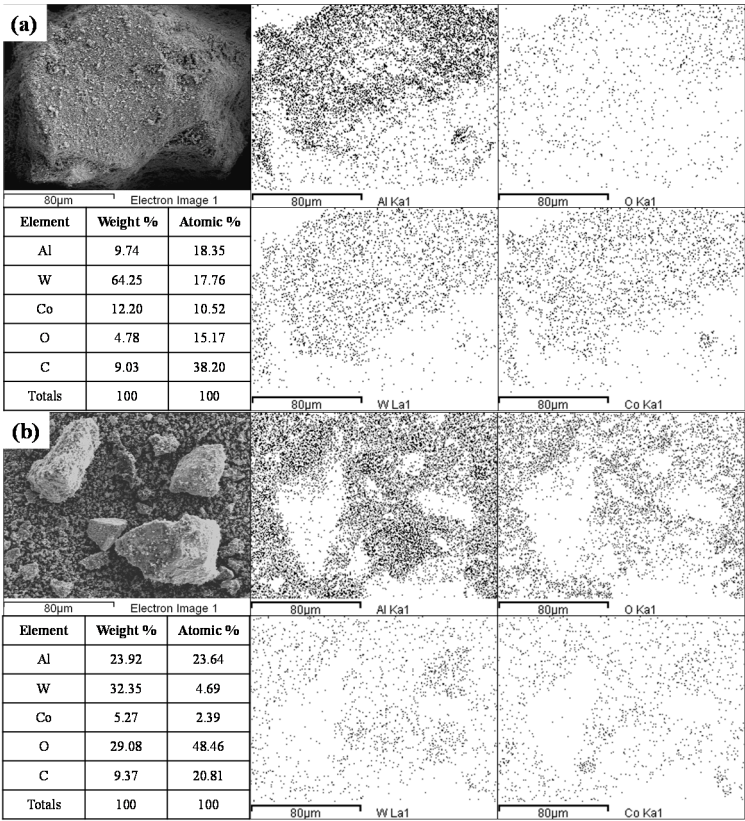 (a)
80µm Electron Image 1
80µm Al Ka1
80µm O Ka1
Element Weight % Atomic %
Al 9.74 18.35
W 64.25 17.76
Co 12.20 10.52
O 4.78 15.17
C 9.03 38.20
Totals 100 100
80µm W La1
80µm Co Ka1
(b)
80µm Electron Image 1
80µm Al Ka1
80µm O Ka1
Element Weight % Atomic %
Al 23.92 23.64
W 32.35 4.69
Co 5.27 2.39
O 29.08 48.46
C 9.37 20.81
Totals 100 100
80µm W La1
80µm Co Ka1